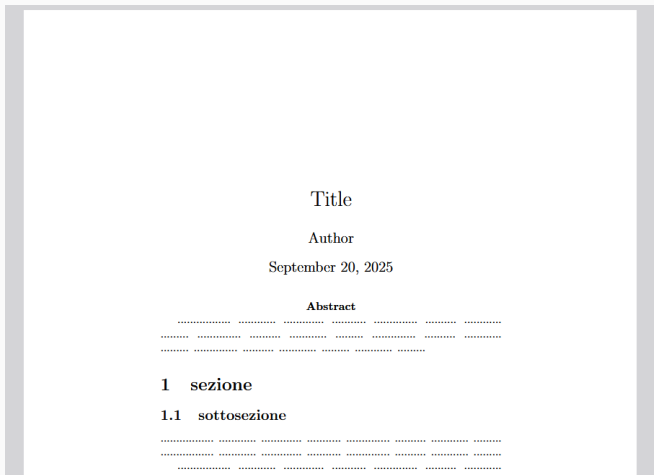 Title
Author
September 20, 2025
Abstract
................ ........... ............ .......... ............. ......... ...........
......... ............. ......... ........... ......... ............. ......... ...........
......... ............. ......... ........... ......... ........... .........
1 sezione
1.1 sottosezione
................ ........... ............ .......... ............. ......... ........... .........
................ ........... ............ .......... ............. ......... ........... .........
................ ........... ............ .......... ............. ......... ...........